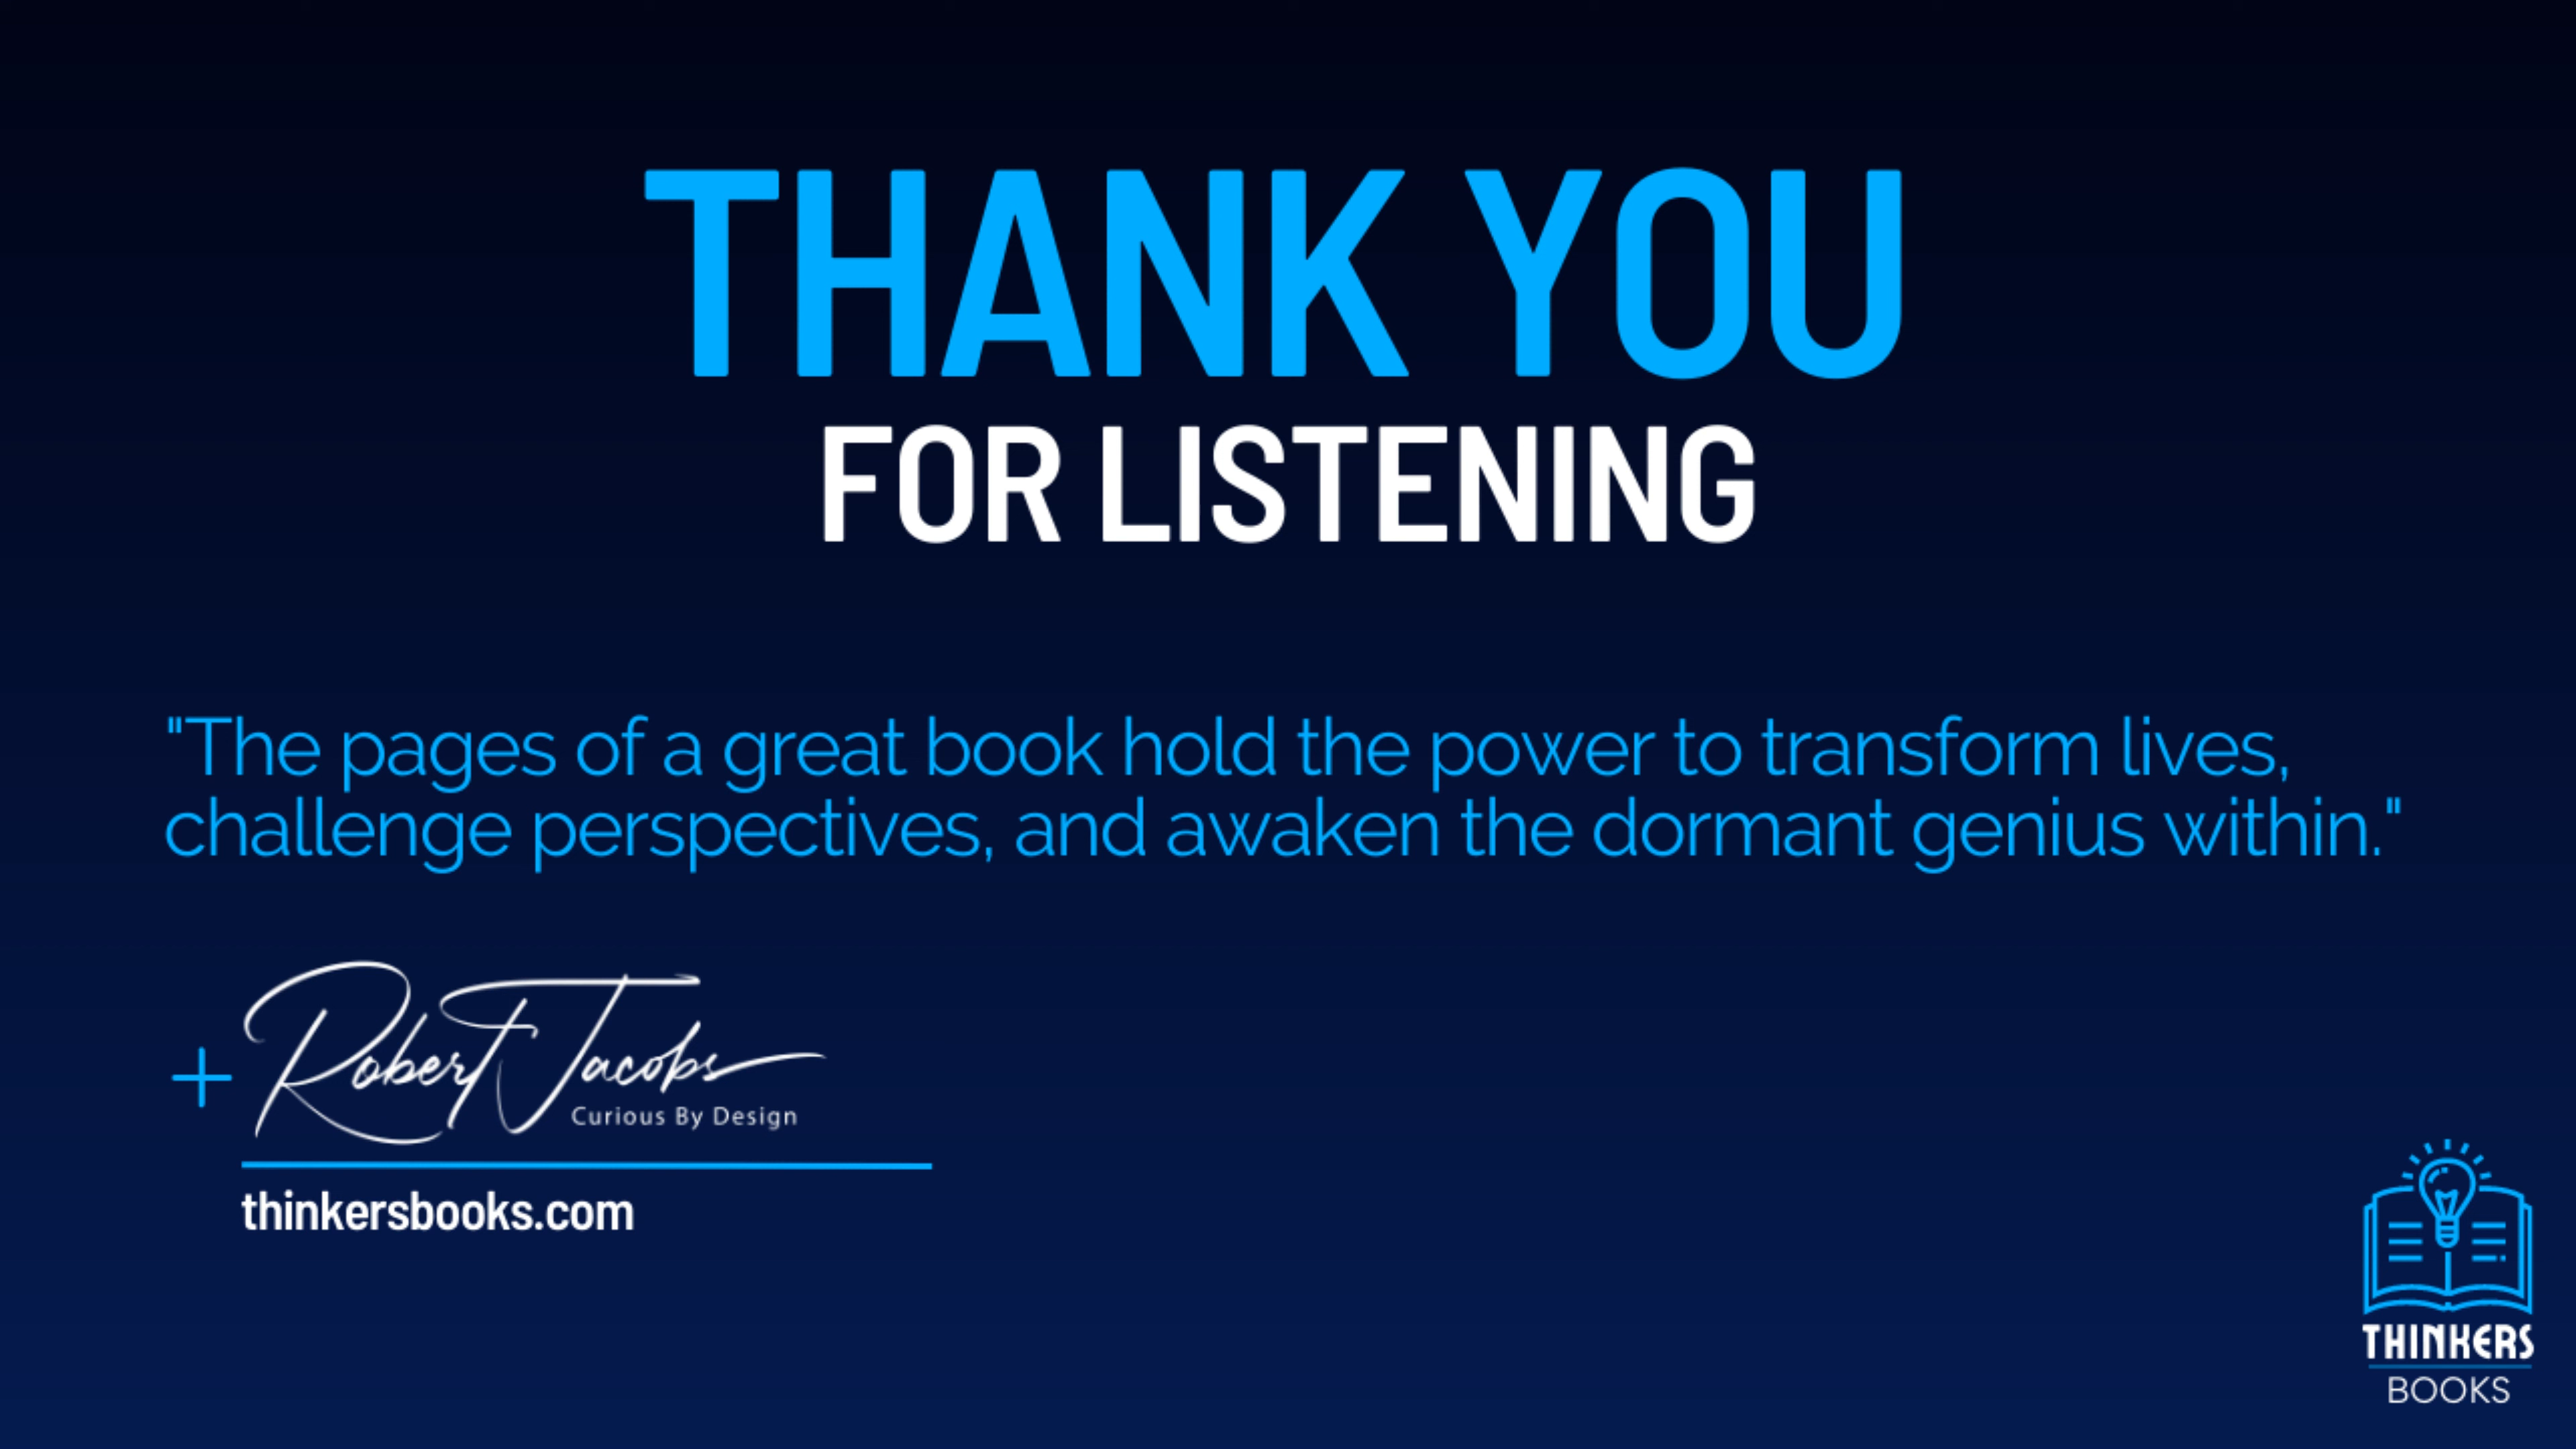 THANK YOU
FOR LISTENING
"The pages of a great book hold the power to transform lives,
challenge perspectives, and awaken the dormant genius within."
+ Robert Jacobs
Curious By Design
thinkersbooks.com
THINKERS
BOOKS